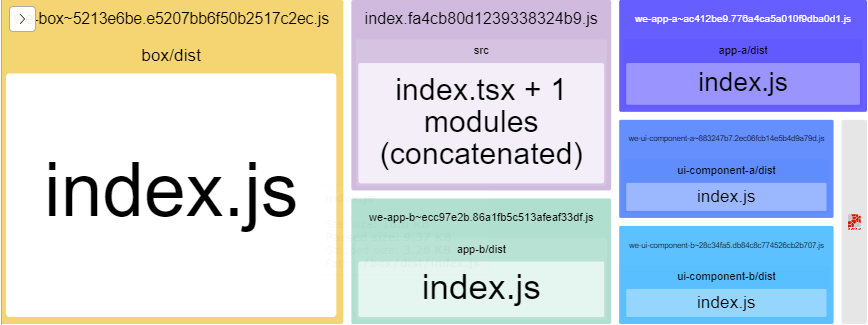 -box~5213e6be.e5207bb6f50b2517c2ec.js
box/dist
index.js
index.fa4cb80d1239338324b9.js
src
index.tsx + 1
modules
(concatenated)
we-app-b~ecc97e2b.86a1fb5c513afeaf33df.js
app-b/dist
index.js
we-app-a~ac412be9.776a4ca5a010f9dba0d1.js
app-a/dist
index.js
we-ui-component-a~883247b7.2ec06fcb14e5b4d9a79d.js
ui-component-a/dist
index.js
we-ui-component-b~28c34fa5.db84c8c774526cb2b707.js
ui-component-b/dist
index.js